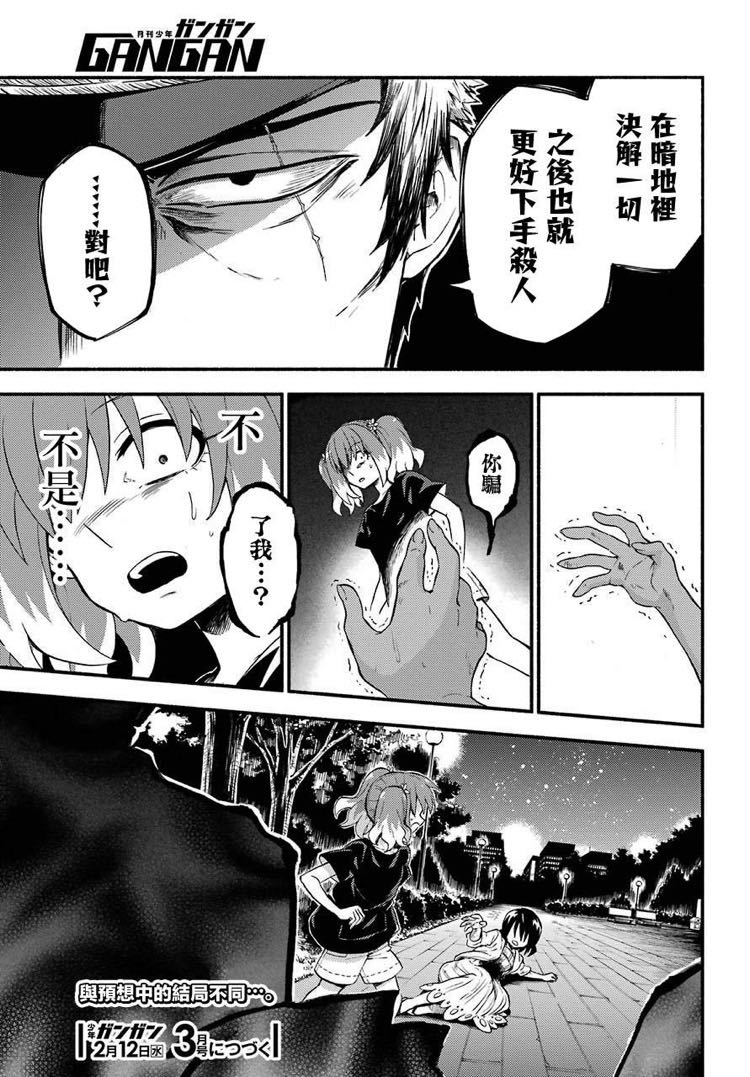 月刊少年
ガンガン
GANGAN
在暗地裡
決解一切
之後也就
更好下手殺人
……對吧？
你騙
了我…？
不
不是……
與預想中的結局不同…。
少年ガンガン
3月号につづく
2月12日水